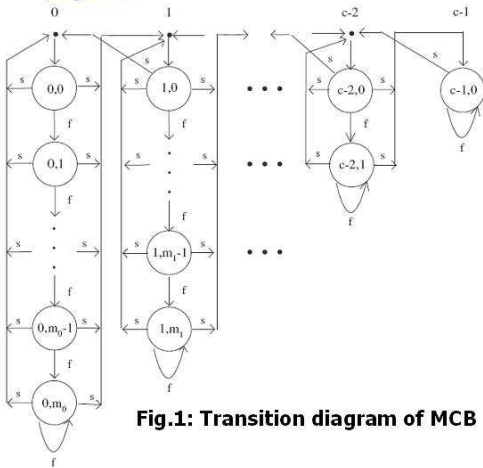 0 1 c-2 c-1
s
s 0,0 s s 1,0 s s c-2,0 s c-1,0
f f f f
s 0,1 s s s s c-2,1 s
f f f
s s s 1,m₁-1 s
f f
s 0,m₀-1 s s 1,m₁ s
f f
s 0,m₀ s
f
Fig.1: Transition diagram of MCB